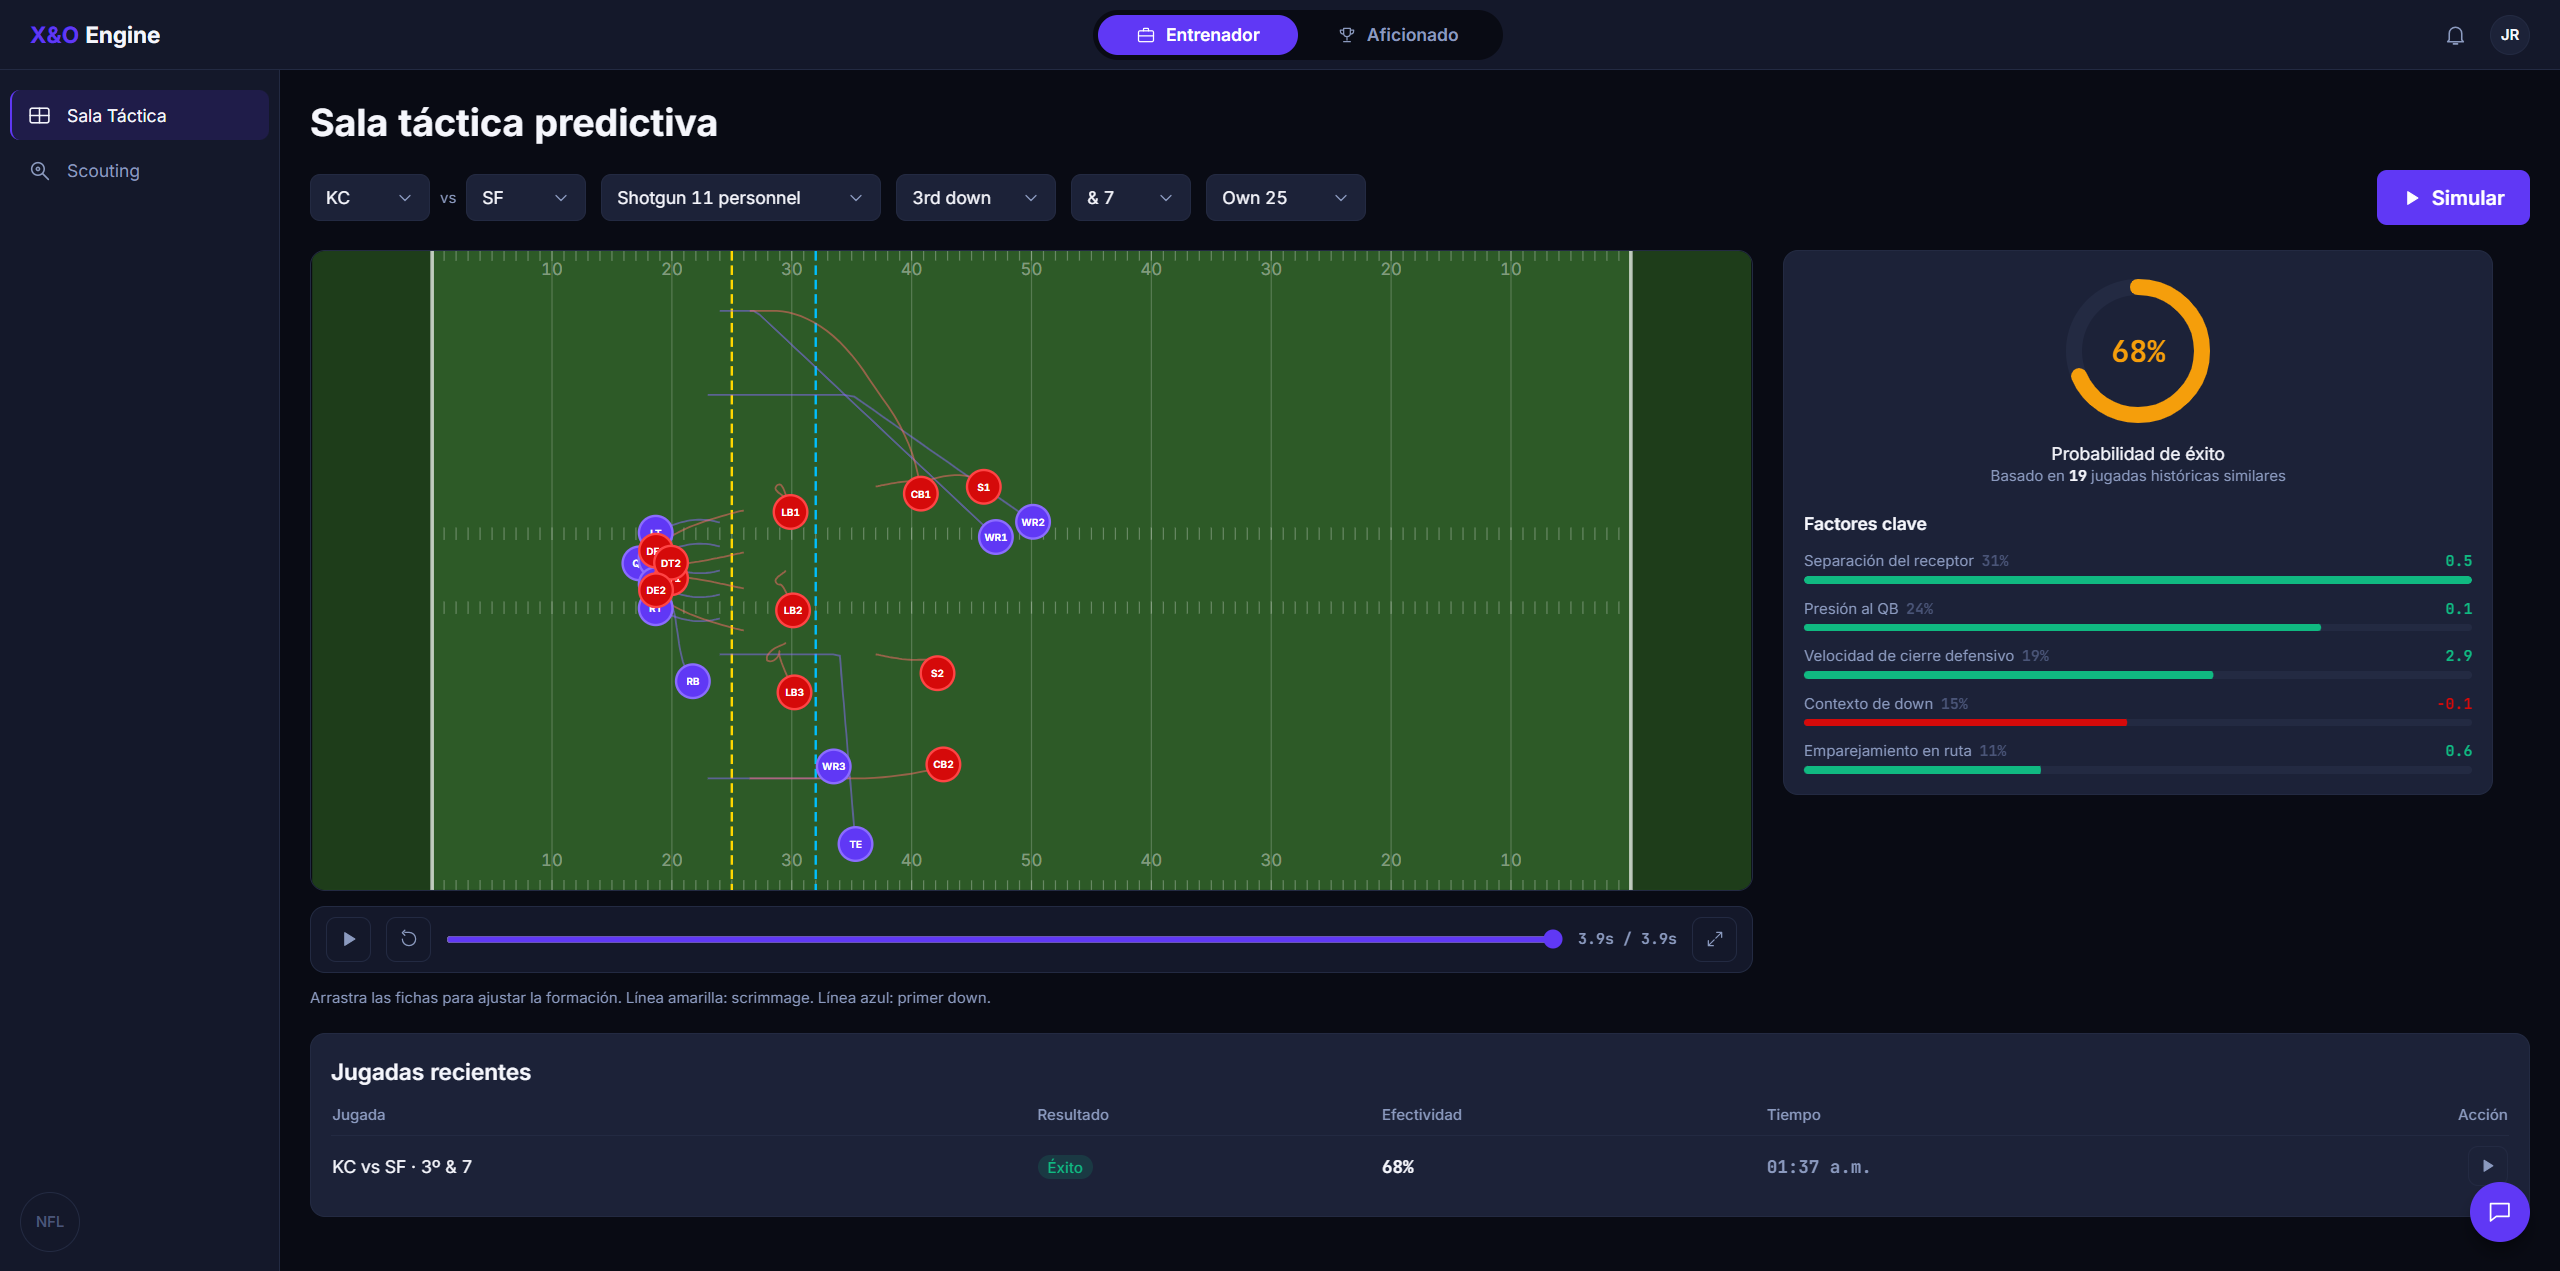 X&O Engine
Entrenador
Aficionado
JR
Sala Táctica
Scouting
NFL
Sala táctica predictiva
KC
vs
SF
Shotgun 11 personnel
3rd down
& 7
Own 25
Simular
10 20 30 40 50 40 30 20 10
S1
CB1
LB1
WR2
WR1
DT2
DE2
LB2
S2
RB
LB3
CB2
WR3
TE
10 20 30 40 50 40 30 20 10
3.9s / 3.9s
Arrastra las fichas para ajustar la formación. Línea amarilla: scrimmage. Línea azul: primer down.
68%
Probabilidad de éxito
Basado en 19 jugadas históricas similares
Factores clave
Separación del receptor 31% 0.5
Presión al QB 24% 0.1
Velocidad de cierre defensivo 19% 2.9
Contexto de down 15% -0.1
Emparejamiento en ruta 11% 0.6
Jugadas recientes
Jugada Resultado Efectividad Tiempo Acción
KC vs SF · 3º & 7 Éxito 68% 01:37 a.m.